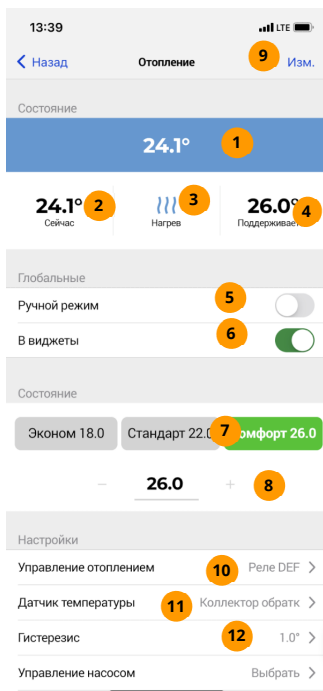 13:39 LTE
Назад Отопление 9 Изм.
Состояние
24.1° 1
24.1° 2 3 26.0° 4
Сейчас Нагрев Поддерживает
Глобальные
Ручной режим 5
В виджеты 6
Состояние
Эконом 18.0 Стандарт 22.0 7 омфорт 26.0
− 26.0 + 8
Настройки
Управление отоплением 10 Реле DEF
Датчик температуры 11 Коллектор обратк
Гистерезис 12 1.0°
Управление насосом Выбрать